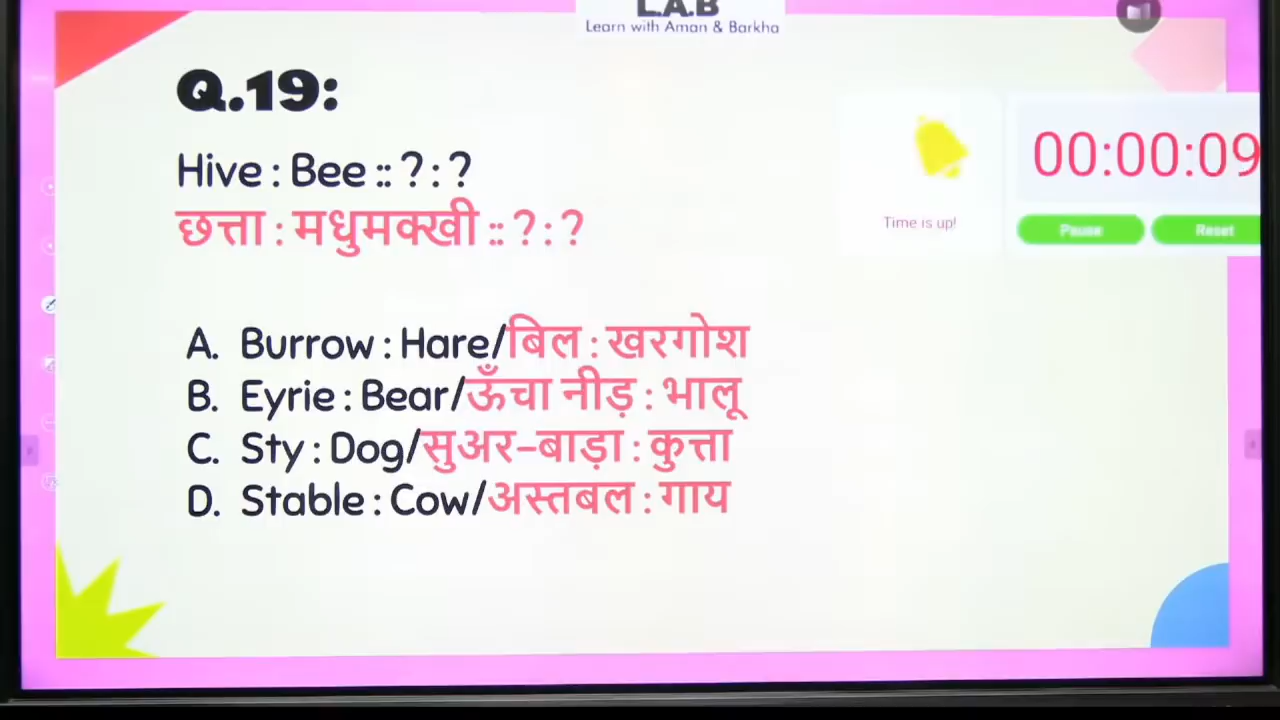 L.A.B
Learn with Aman & Barkha
Q.19:
Hive : Bee :: ? : ?
छत्ता : मधुमक्खी :: ? : ?
00:00:09
Time is up!
Pause
Reset
A. Burrow : Hare/बिल : खरगोश
B. Eyrie : Bear/ऊँचा नीड़ : भालू
C. Sty : Dog/सुअर-बाड़ा : कुत्ता
D. Stable : Cow/अस्तबल : गाय